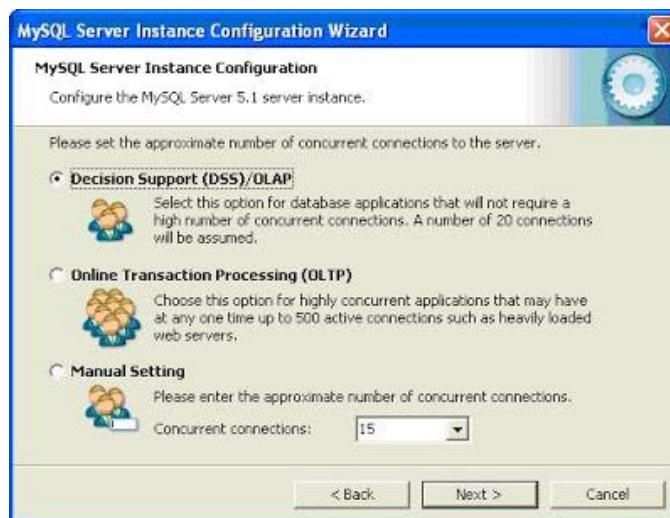 MySQL Server Instance Configuration Wizard
MySQL Server Instance Configuration
Configure the MySQL Server 5.1 server instance.
Please set the approximate number of concurrent connections to the server.
Decision Support (DSS)/OLAP
Select this option for database applications that will not require a
high number of concurrent connections. A number of 20 connections
will be assumed.
Online Transaction Processing (OLTP)
Choose this option for highly concurrent applications that may have
at any one time up to 500 active connections such as heavily loaded
web servers.
Manual Setting
Please enter the approximate number of concurrent connections.
Concurrent connections: 15
< Back Next > Cancel